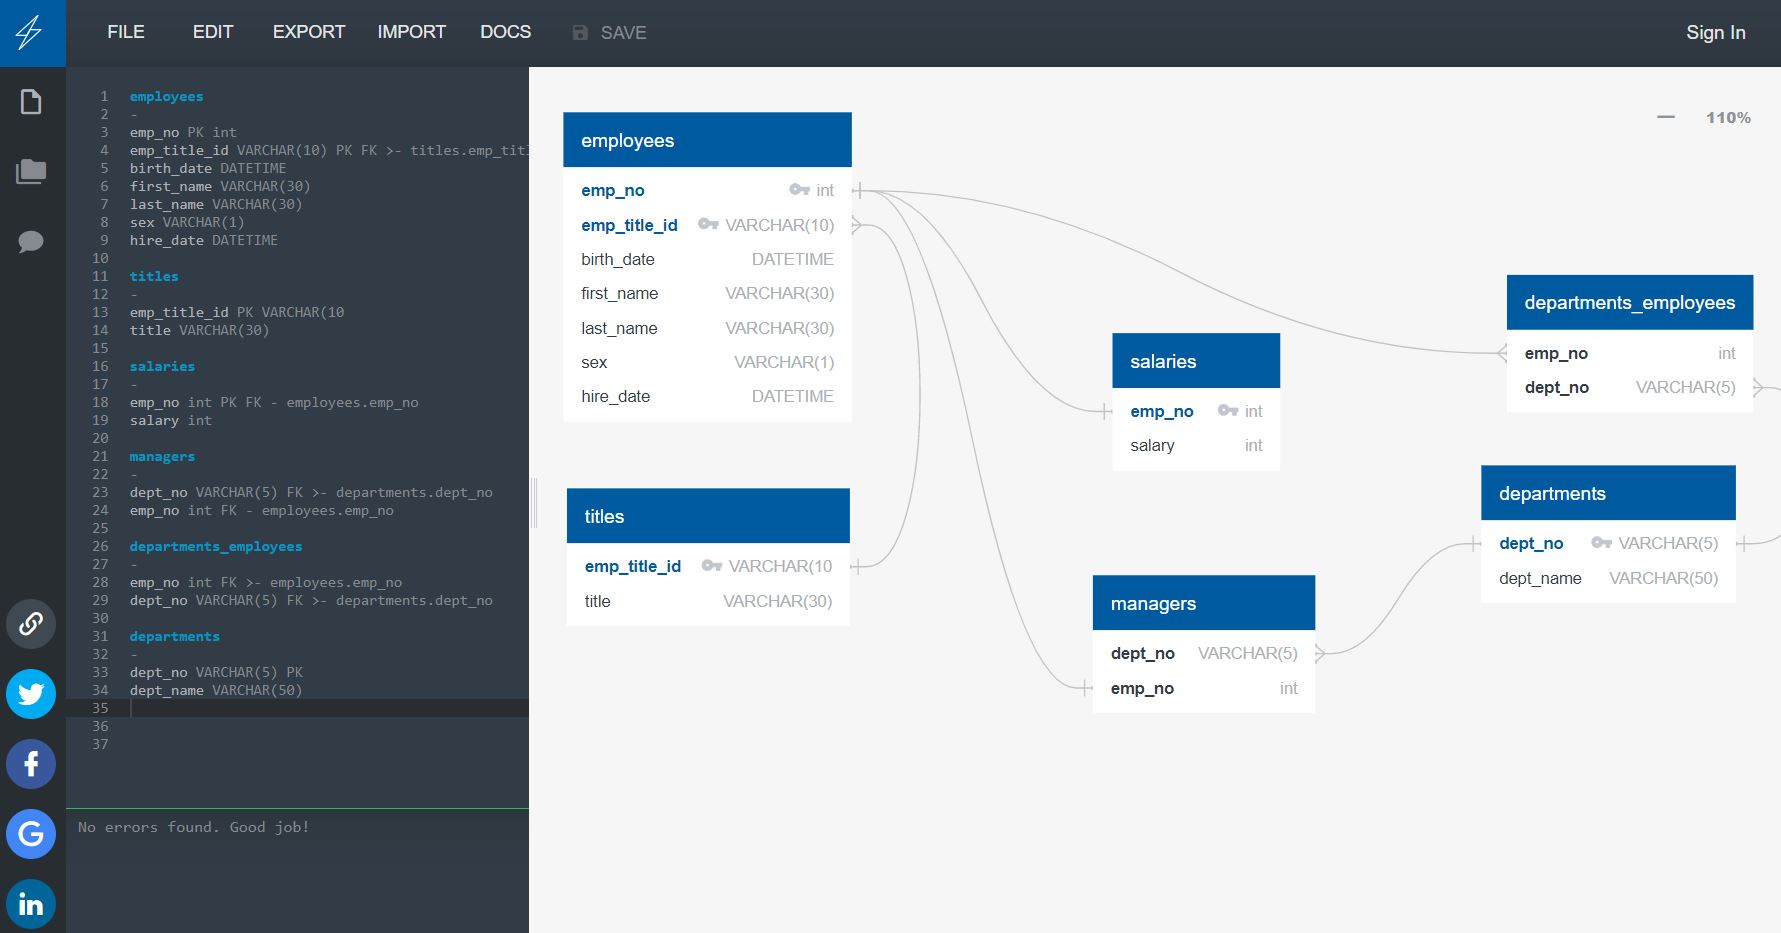 FILE EDIT EXPORT IMPORT DOCS SAVE Sign In
1 employees
2 -
3 emp_no PK int
4 emp_title_id VARCHAR(10) PK FK >- titles.emp_titl
5 birth_date DATETIME
6 first_name VARCHAR(30)
7 last_name VARCHAR(30)
8 sex VARCHAR(1)
9 hire_date DATETIME
10
11 titles
12 -
13 emp_title_id PK VARCHAR(10
14 title VARCHAR(30)
15
16 salaries
17 -
18 emp_no int PK FK - employees.emp_no
19 salary int
20
21 managers
22 -
23 dept_no VARCHAR(5) FK >- departments.dept_no
24 emp_no int FK - employees.emp_no
25
26 departments_employees
27 -
28 emp_no int FK >- employees.emp_no
29 dept_no VARCHAR(5) FK >- departments.dept_no
30
31 departments
32 -
33 dept_no VARCHAR(5) PK
34 dept_name VARCHAR(50)
35
36
37
No errors found. Good job!
110%
employees
emp_no int
emp_title_id VARCHAR(10)
birth_date DATETIME
first_name VARCHAR(30)
last_name VARCHAR(30)
sex VARCHAR(1)
hire_date DATETIME
titles
emp_title_id VARCHAR(10
title VARCHAR(30)
salaries
emp_no int
salary int
managers
dept_no VARCHAR(5)
emp_no int
departments_employees
emp_no int
dept_no VARCHAR(5)
departments
dept_no VARCHAR(5)
dept_name VARCHAR(50)
f
G
in